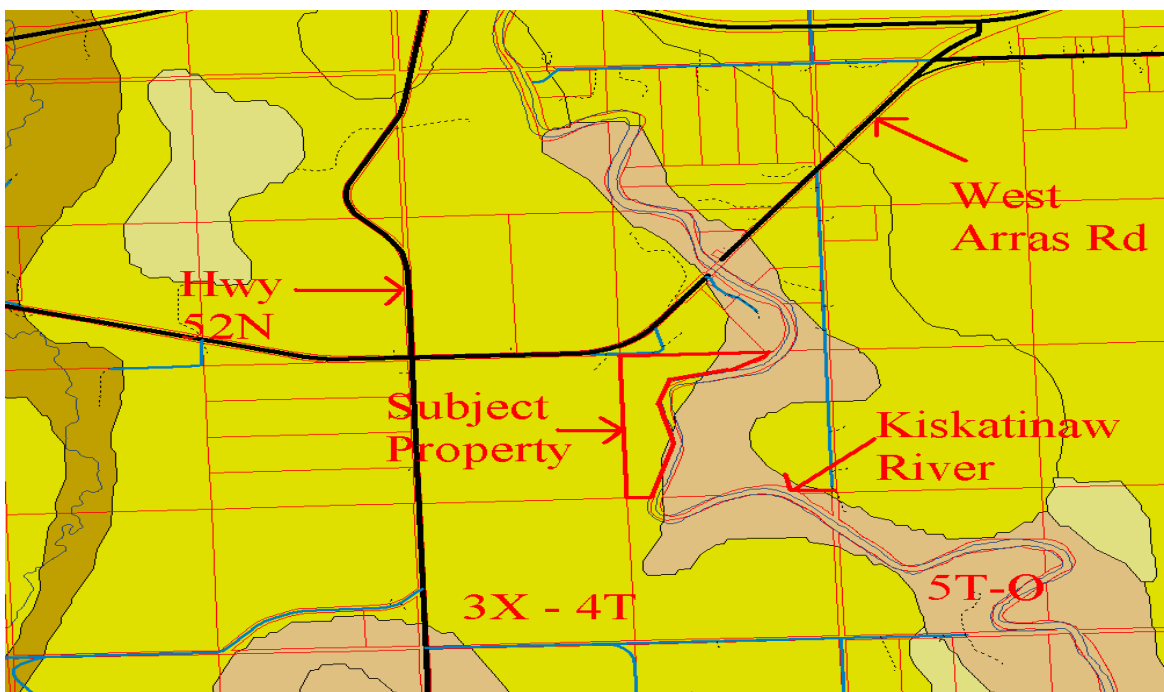 West
Arras Rd
Hwy
52N
Subject
Property
Kiskatinaw
River
3X - 4T
5T-O